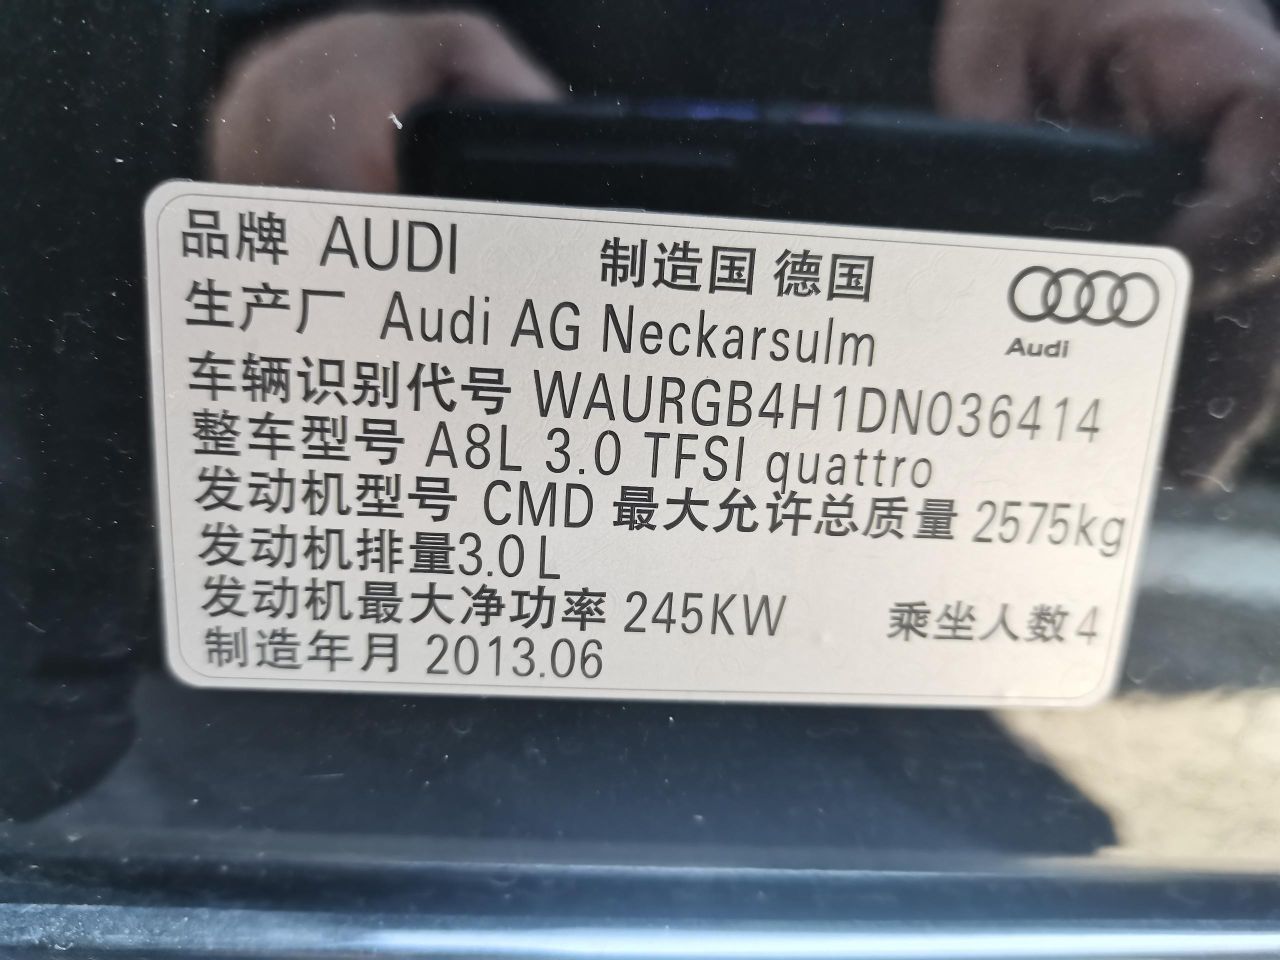 品牌 AUDI 制造国 德国
生产厂 Audi AG Neckarsulm
Audi
车辆识别代号 WAURGB4H1DN036414
整车型号 A8L 3.0 TFSI quattro
发动机型号 CMD 最大允许总质量 2575kg
发动机排量3.0L
发动机最大净功率 245KW 乘坐人数4
制造年月 2013.06